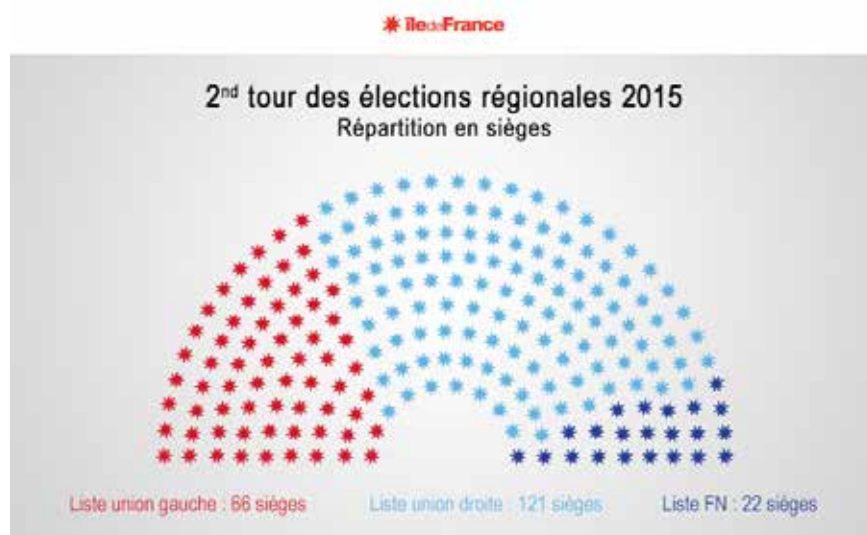 îledeFrance
2nd tour des élections régionales 2015
Répartition en sièges
Liste union gauche : 66 sièges
Liste union droite : 121 sièges
Liste FN : 22 sièges